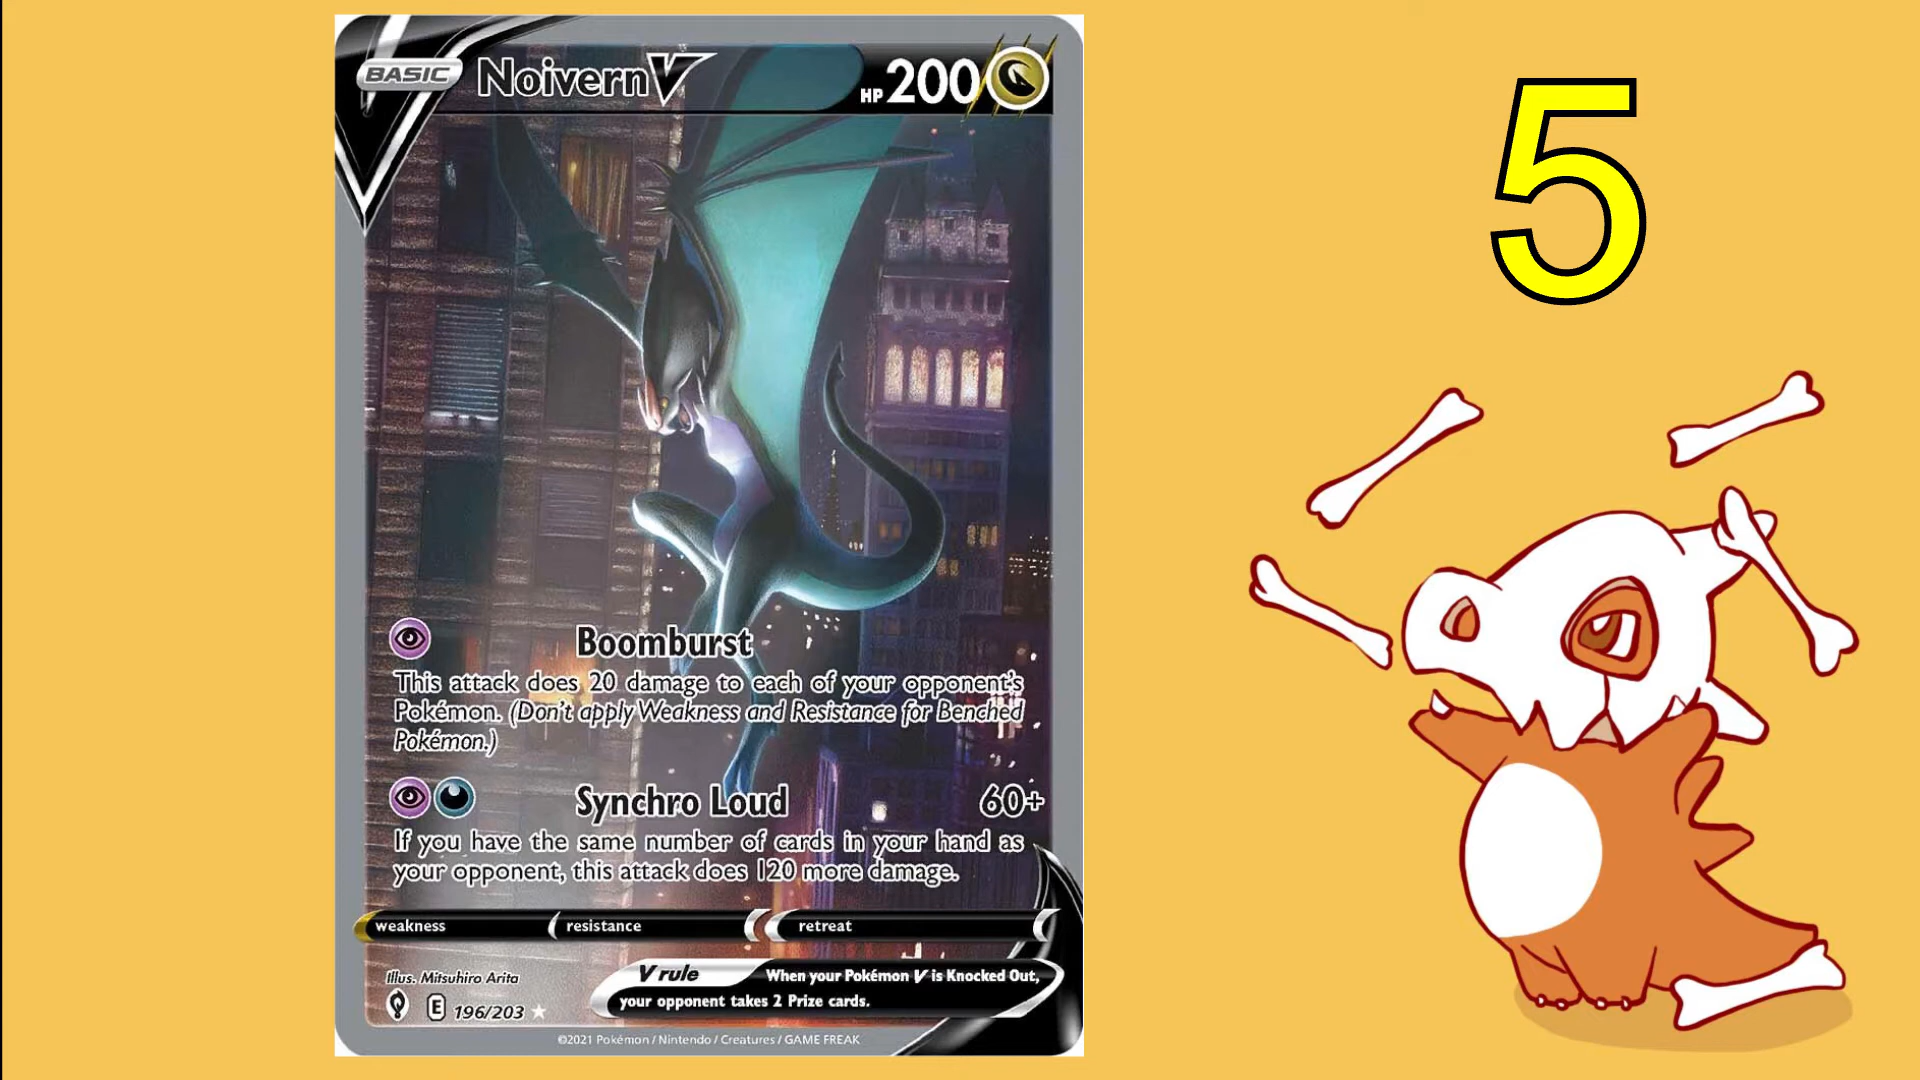 BASIC Noivern V HP 200
5
Boomburst
This attack does 20 damage to each of your opponent's
Pokémon. (Don't apply Weakness and Resistance for Benched
Pokémon.)
Synchro Loud 60+
If you have the same number of cards in your hand as
your opponent, this attack does 120 more damage.
weakness resistance retreat
Illus. Mitsuhiro Arita
V rule When your Pokémon V is Knocked Out,
your opponent takes 2 Prize cards.
E 196/203
©2021 Pokémon / Nintendo / Creatures / GAME FREAK